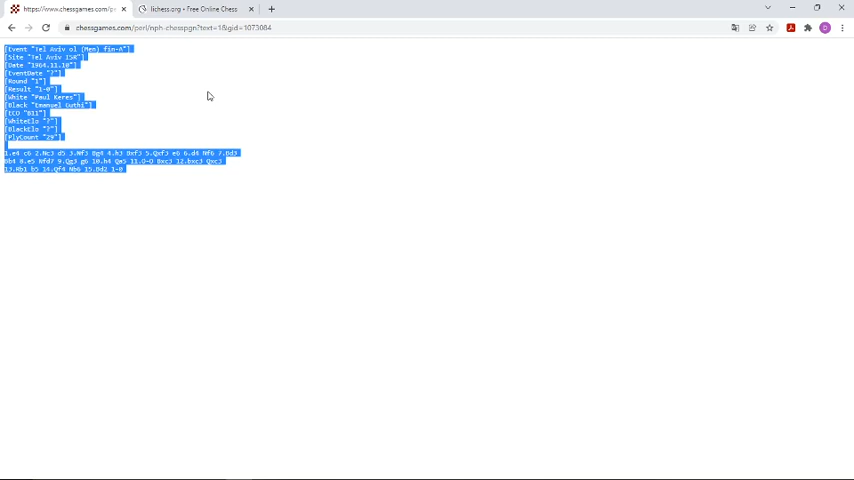 https://www.chessgames.com/pe
lichess.org • Free Online Chess
chessgames.com/perl/nph-chesspgn?text=1&gid=1073084
D
[Event "Tel Aviv ol (Men) fin-A"]
[Site "Tel Aviv ISR"]
[Date "1964.11.10"]
[EventDate "?"]
[Round "1"]
[Result "1-0"]
[White "Paul Keres"]
[Black "Emanuel Guthi"]
[ECO "B11"]
[WhiteElo "?"]
[BlackElo "?"]
[PlyCount "29"]
1.e4 c6 2.Nc3 d5 3.Nf3 Bg4 4.h3 Bxf3 5.Qxf3 e6 6.d4 Nf6 7.Bd3
Bb4 8.e5 Nfd7 9.Qg3 g6 10.h4 Qa5 11.O-O Bxc3 12.bxc3 Qxc3
13.Rb1 b5 14.Qf4 Nb6 15.Bd2 1-0